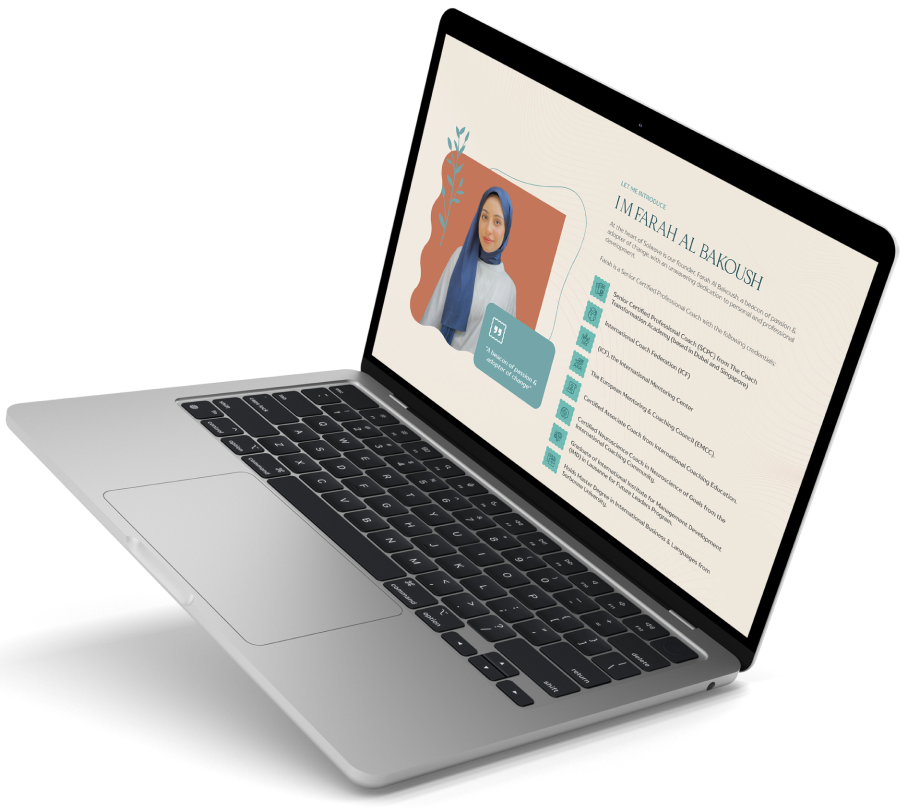 LET ME INTRODUCE
I M FARAH AL BAKOUSH
At the heart of Solwave is our founder, Farah Al Bakoush, a beacon of passion &
adopter of change with an unwavering dedication to personal and professional
development.
Farah is a Senior Certified Professional Coach with the following credentials:
Senior Certified Professional Coach (SCPC) from The Coach
Transformation Academy (based in Dubai and Singapore)
International Coach Federation (ICF)
(ICF), the International Mentoring Center
The European Mentoring & Coaching Council (EMCC),
Certified Associate Coach from International Coaching Education,
Certified Neuroscience Coach in Neuroscience of Goals from the
International Coaching Community.
Graduate of International Institute for Management Development
(IMD) in Lausanne for Future Leaders Program.
Holds Master Degree in International Business & Languages from
Sorbonne University.
"A beacon of passion &
adopter of change"
caps lock
Q W E R T Y U I O P
A S D F G H J K L
Z X C V B N M
control
option
command
command
option
shift
return
delete